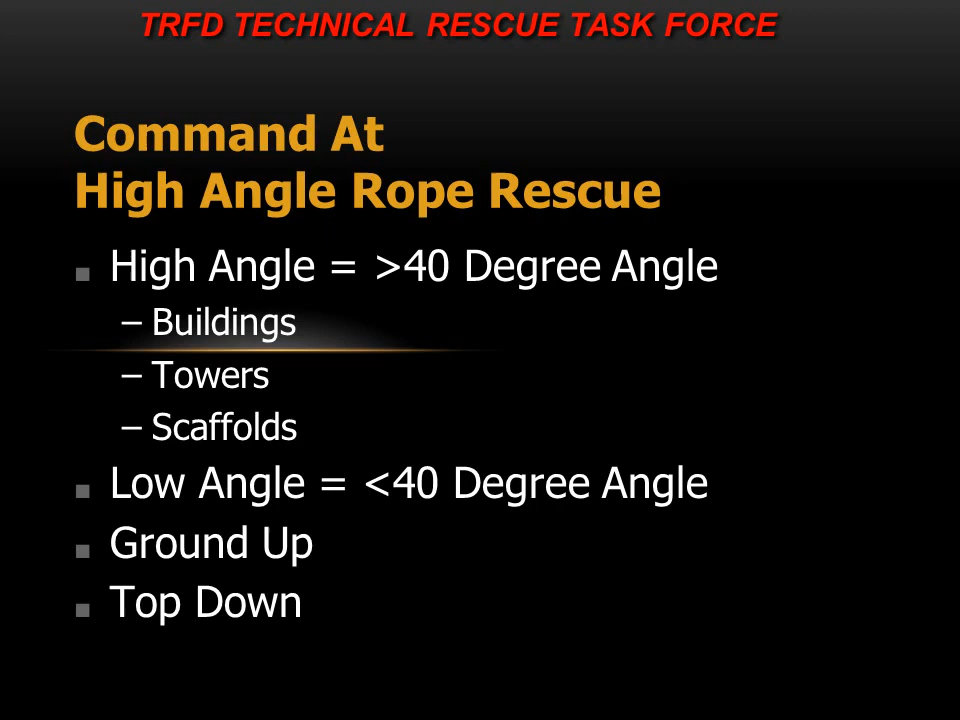 TRFD TECHNICAL RESCUE TASK FORCE
Command At
High Angle Rope Rescue
■ High Angle = >40 Degree Angle
– Buildings
– Towers
– Scaffolds
■ Low Angle = <40 Degree Angle
■ Ground Up
■ Top Down